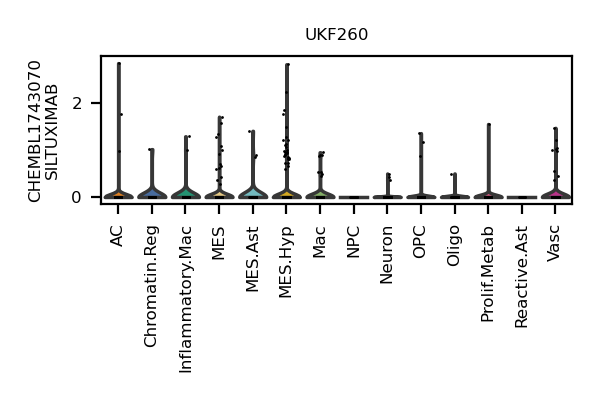 UKF260
CHEMBL1743070
SILTUXIMAB
2
0
AC
Chromatin.Reg
Inflammatory.Mac
MES
MES.Ast
MES.Hyp
Mac
NPC
Neuron
OPC
Oligo
Prolif.Metab
Reactive.Ast
Vasc